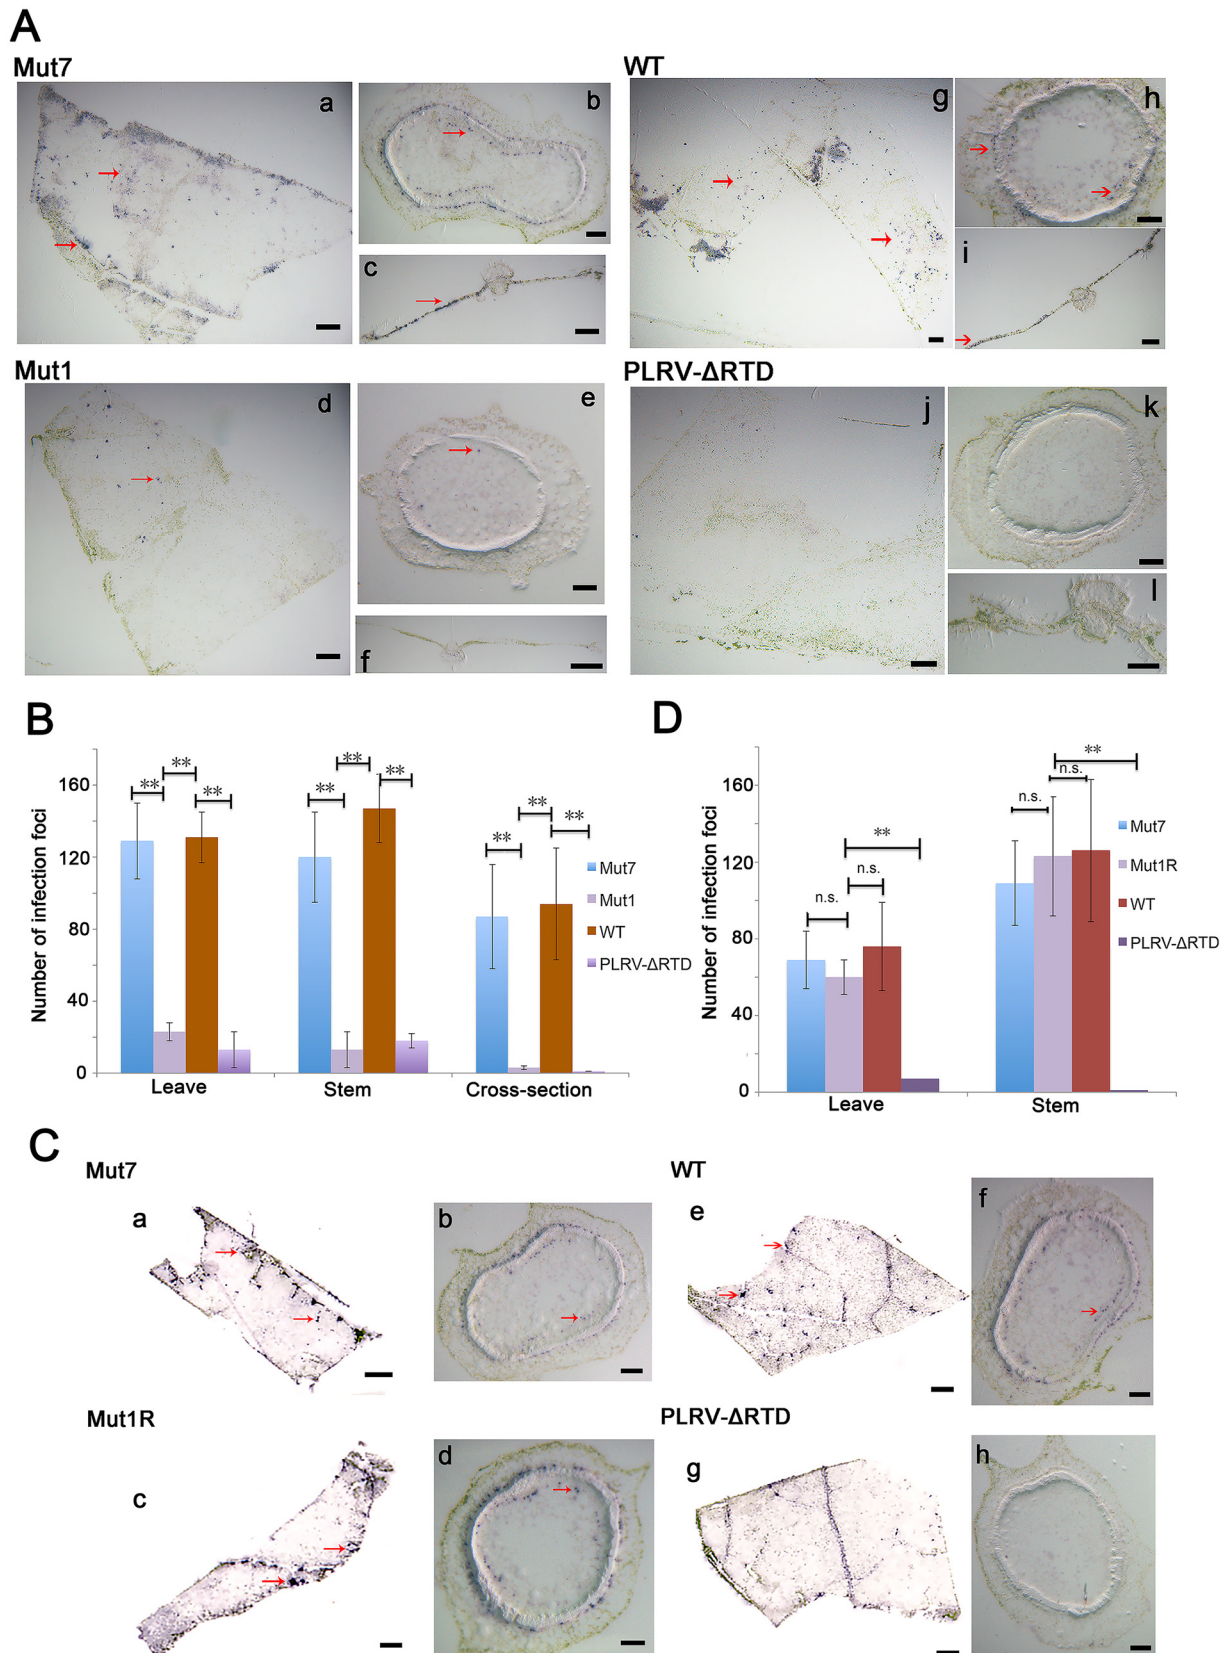 A
Mut7
WT
a
b
c
g
h
i
Mut1
PLRV-ΔRTD
d
e
f
j
k
l
B
Number of infection foci
160
120
80
40
0
**
**
**
**
**
**
**
**
**
Leave
Stem
Cross-section
Mut7
Mut1
WT
PLRV-ΔRTD
D
Number of infection foci
160
120
80
40
0
n.s.
n.s.
**
n.s.
n.s.
**
Leave
Stem
Mut7
Mut1R
WT
PLRV-ΔRTD
C
Mut7
WT
a
b
e
f
Mut1R
PLRV-ΔRTD
c
d
g
h